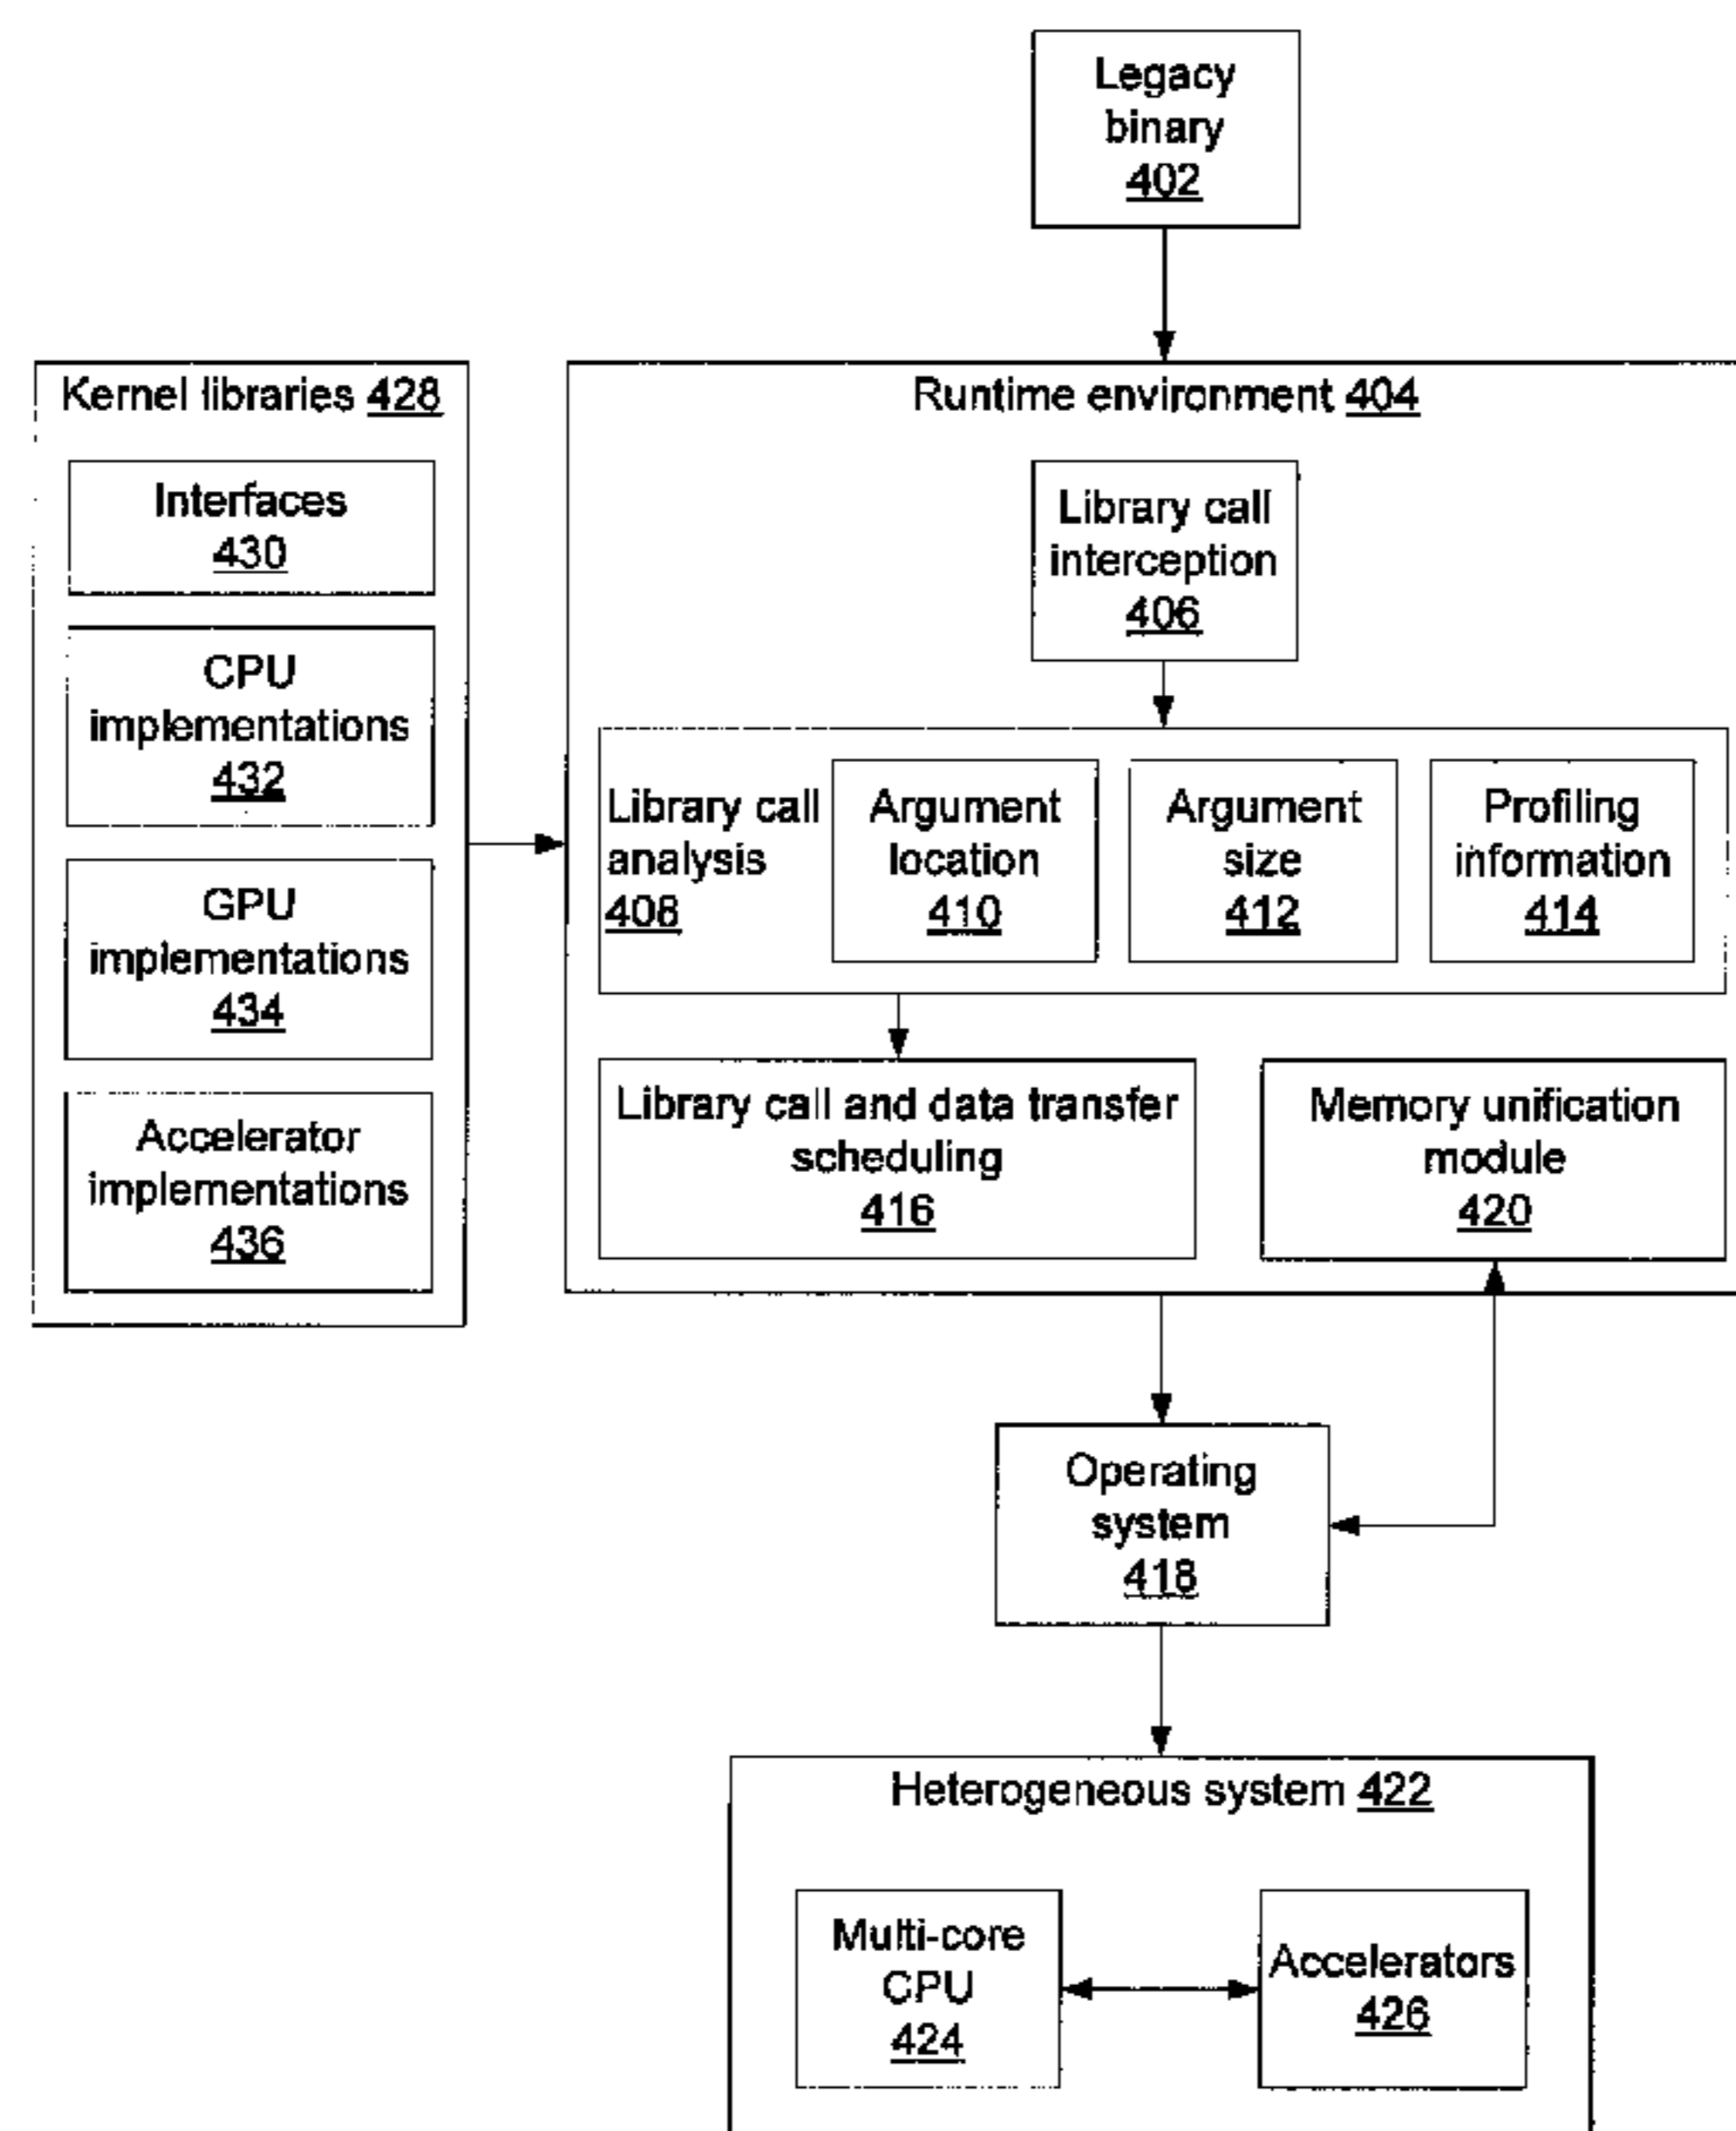 Legacy
binary
402
Kernel libraries 428
Interfaces
430
CPU
implementations
432
GPU
implementations
434
Accelerator
implementations
436
Runtime environment 404
Library call
interception
406
Library call
analysis
408
Argument
location
410
Argument
size
412
Profiling
information
414
Library call and data transfer
scheduling
416
Memory unification
module
420
Operating
system
418
Heterogeneous system 422
Multi-core
CPU
424
Accelerators
426